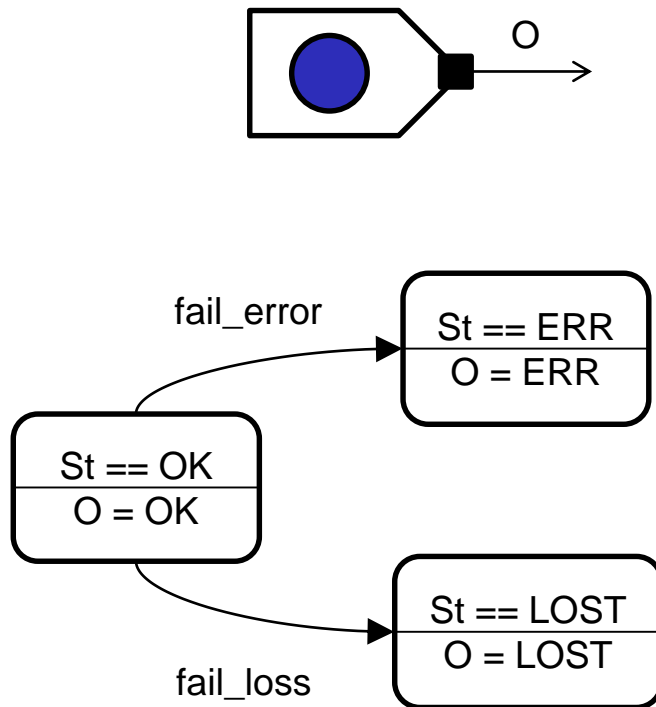 O
fail_error
St == ERR
O = ERR
St == OK
O = OK
St == LOST
O = LOST
fail_loss